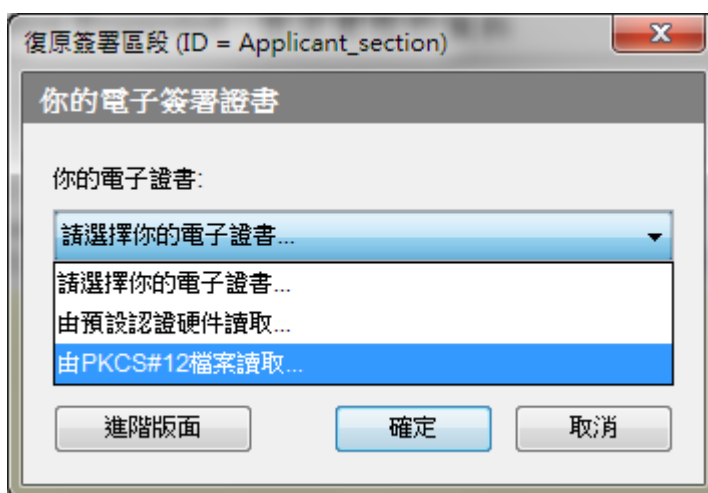 復原簽署區段 (ID = Applicant_section)
你的電子簽署證書
你的電子證書:
請選擇你的電子證書...
請選擇你的電子證書...
由預設認證硬件讀取...
由PKCS#12檔案讀取...
進階版面
確定
取消